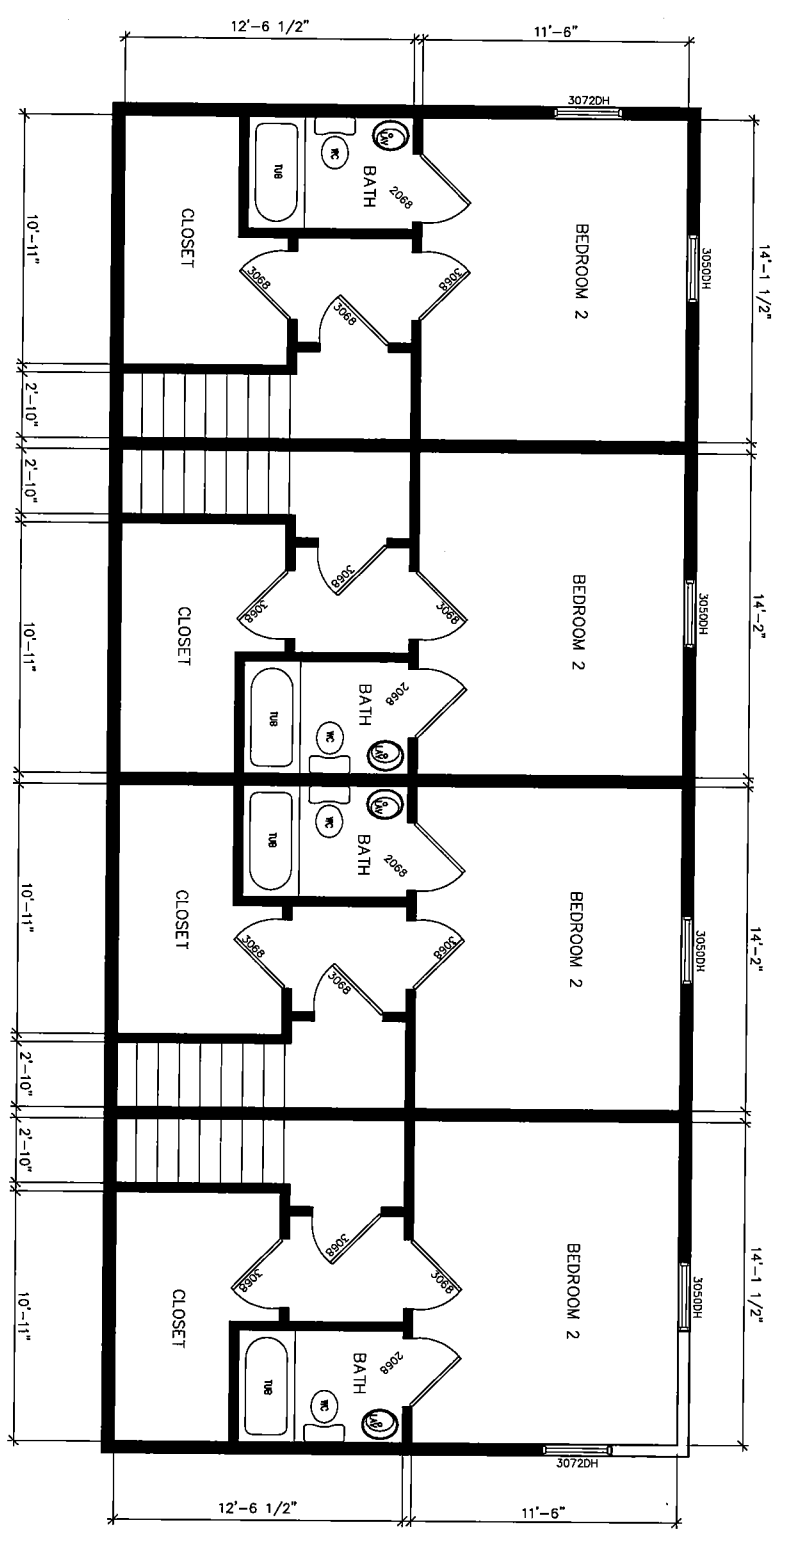 12'-6 1/2"
11'-6"
3072DH
LAV
WC
TUB
BATH
2068
CLOSET
BEDROOM 2
3050DH
14'-1 1/2"
10'-11"
3068
3068
3068
2'-10"
2'-10"
3068
3068
3068
CLOSET
BEDROOM 2
3050DH
14'-2"
10'-11"
2068
BATH
TUB
WC
LAV
LAV
WC
TUB
BATH
2068
CLOSET
BEDROOM 2
3050DH
14'-2"
10'-11"
3068
3068
3068
2'-10"
2'-10"
3068
3068
3068
CLOSET
BEDROOM 2
3050DH
14'-1 1/2"
10'-11"
2068
BATH
TUB
WC
LAV
3072DH
12'-6 1/2"
11'-6"